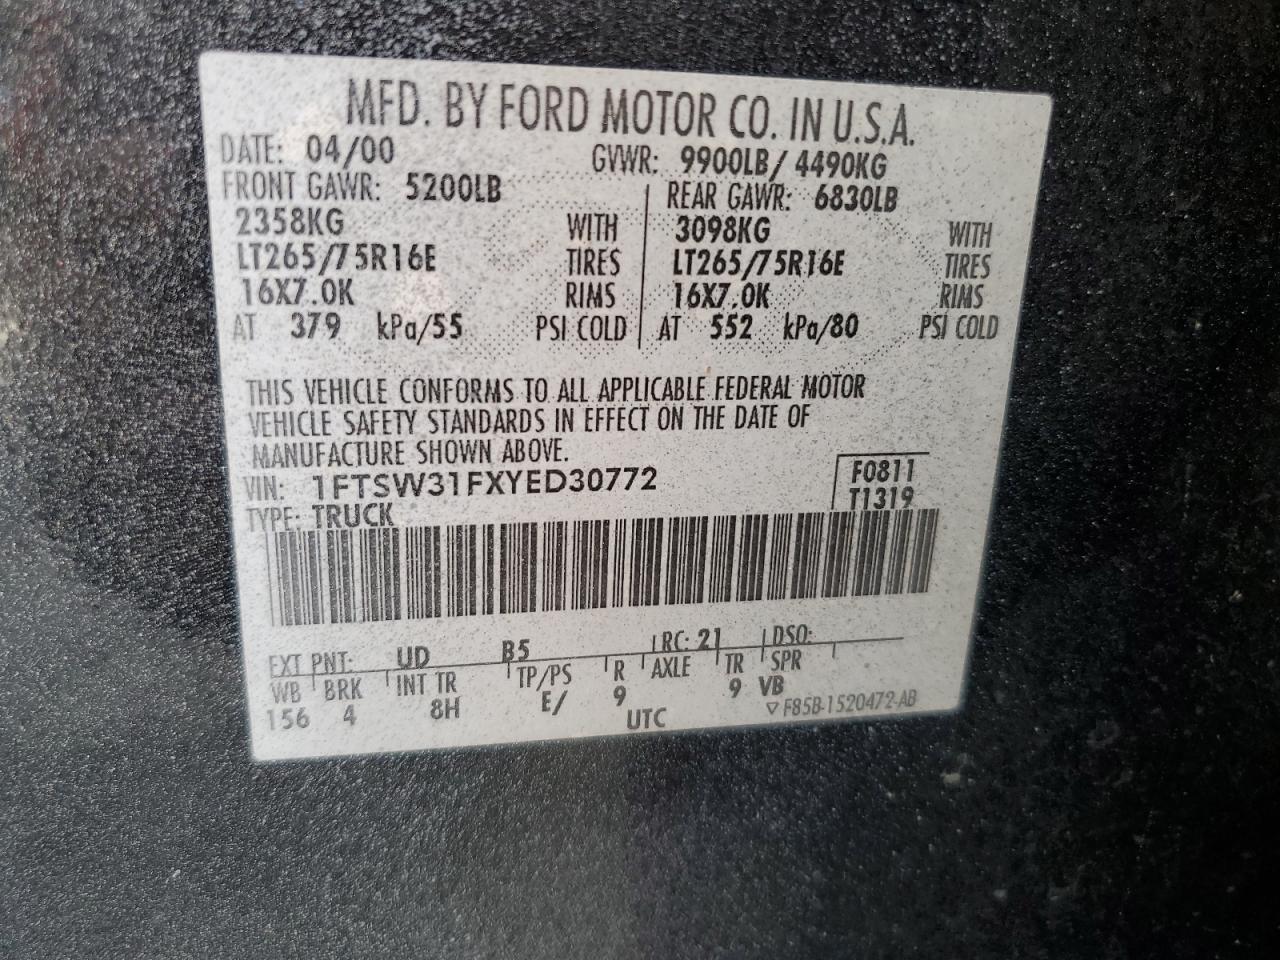 MFD. BY FORD MOTOR CO. IN U.S.A.
DATE: 04/00 GVWR: 9900LB/ 4490KG
FRONT GAWR: 5200LB REAR GAWR: 6830LB
2358KG WITH 3098KG WITH
LT265/75R16E TIRES LT265/75R16E TIRES
16X7.0K RIMS 16X7.0K RIMS
AT 379 kPa/55 PSI COLD AT 552 kPa/80 PSI COLD
THIS VEHICLE CONFORMS TO ALL APPLICABLE FEDERAL MOTOR
VEHICLE SAFETY STANDARDS IN EFFECT ON THE DATE OF
MANUFACTURE SHOWN ABOVE.
VIN: 1FTSW31FXYED30772 F0811
TYPE: TRUCK T1319
EXT PNT: UD B5 RC: 21 DSO:
WB BRK INT TR TP/PS R AXLE TR SPR
156 4 8H E/ 9 9 VB
UTC ▽ F85B-1520472-AB